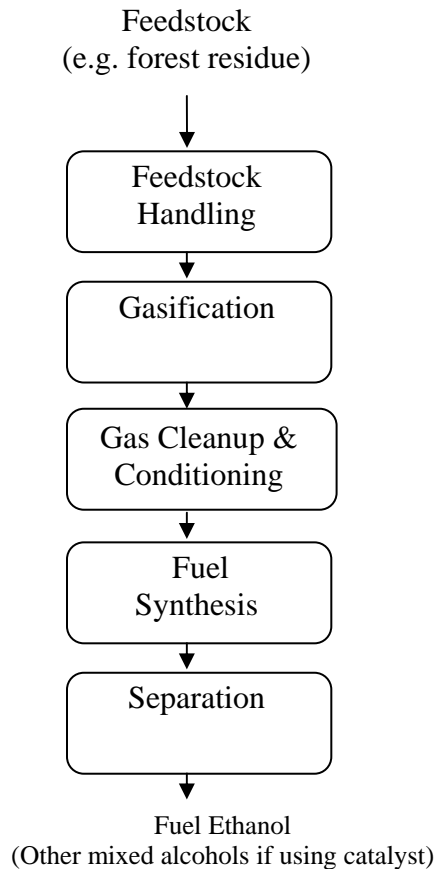 Feedstock
(e.g. forest residue)
Feedstock
Handling
Gasification
Gas Cleanup &
Conditioning
Fuel
Synthesis
Separation
Fuel Ethanol
(Other mixed alcohols if using catalyst)